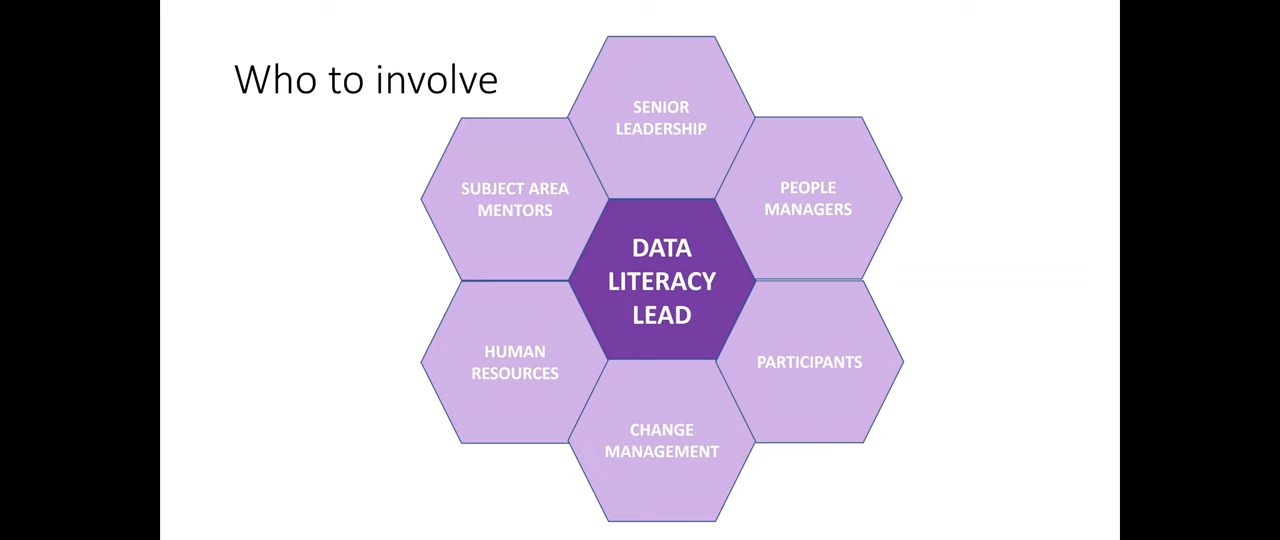 Who to involve
SENIOR
LEADERSHIP
SUBJECT AREA
MENTORS
PEOPLE
MANAGERS
DATA
LITERACY
LEAD
HUMAN
RESOURCES
PARTICIPANTS
CHANGE
MANAGEMENT